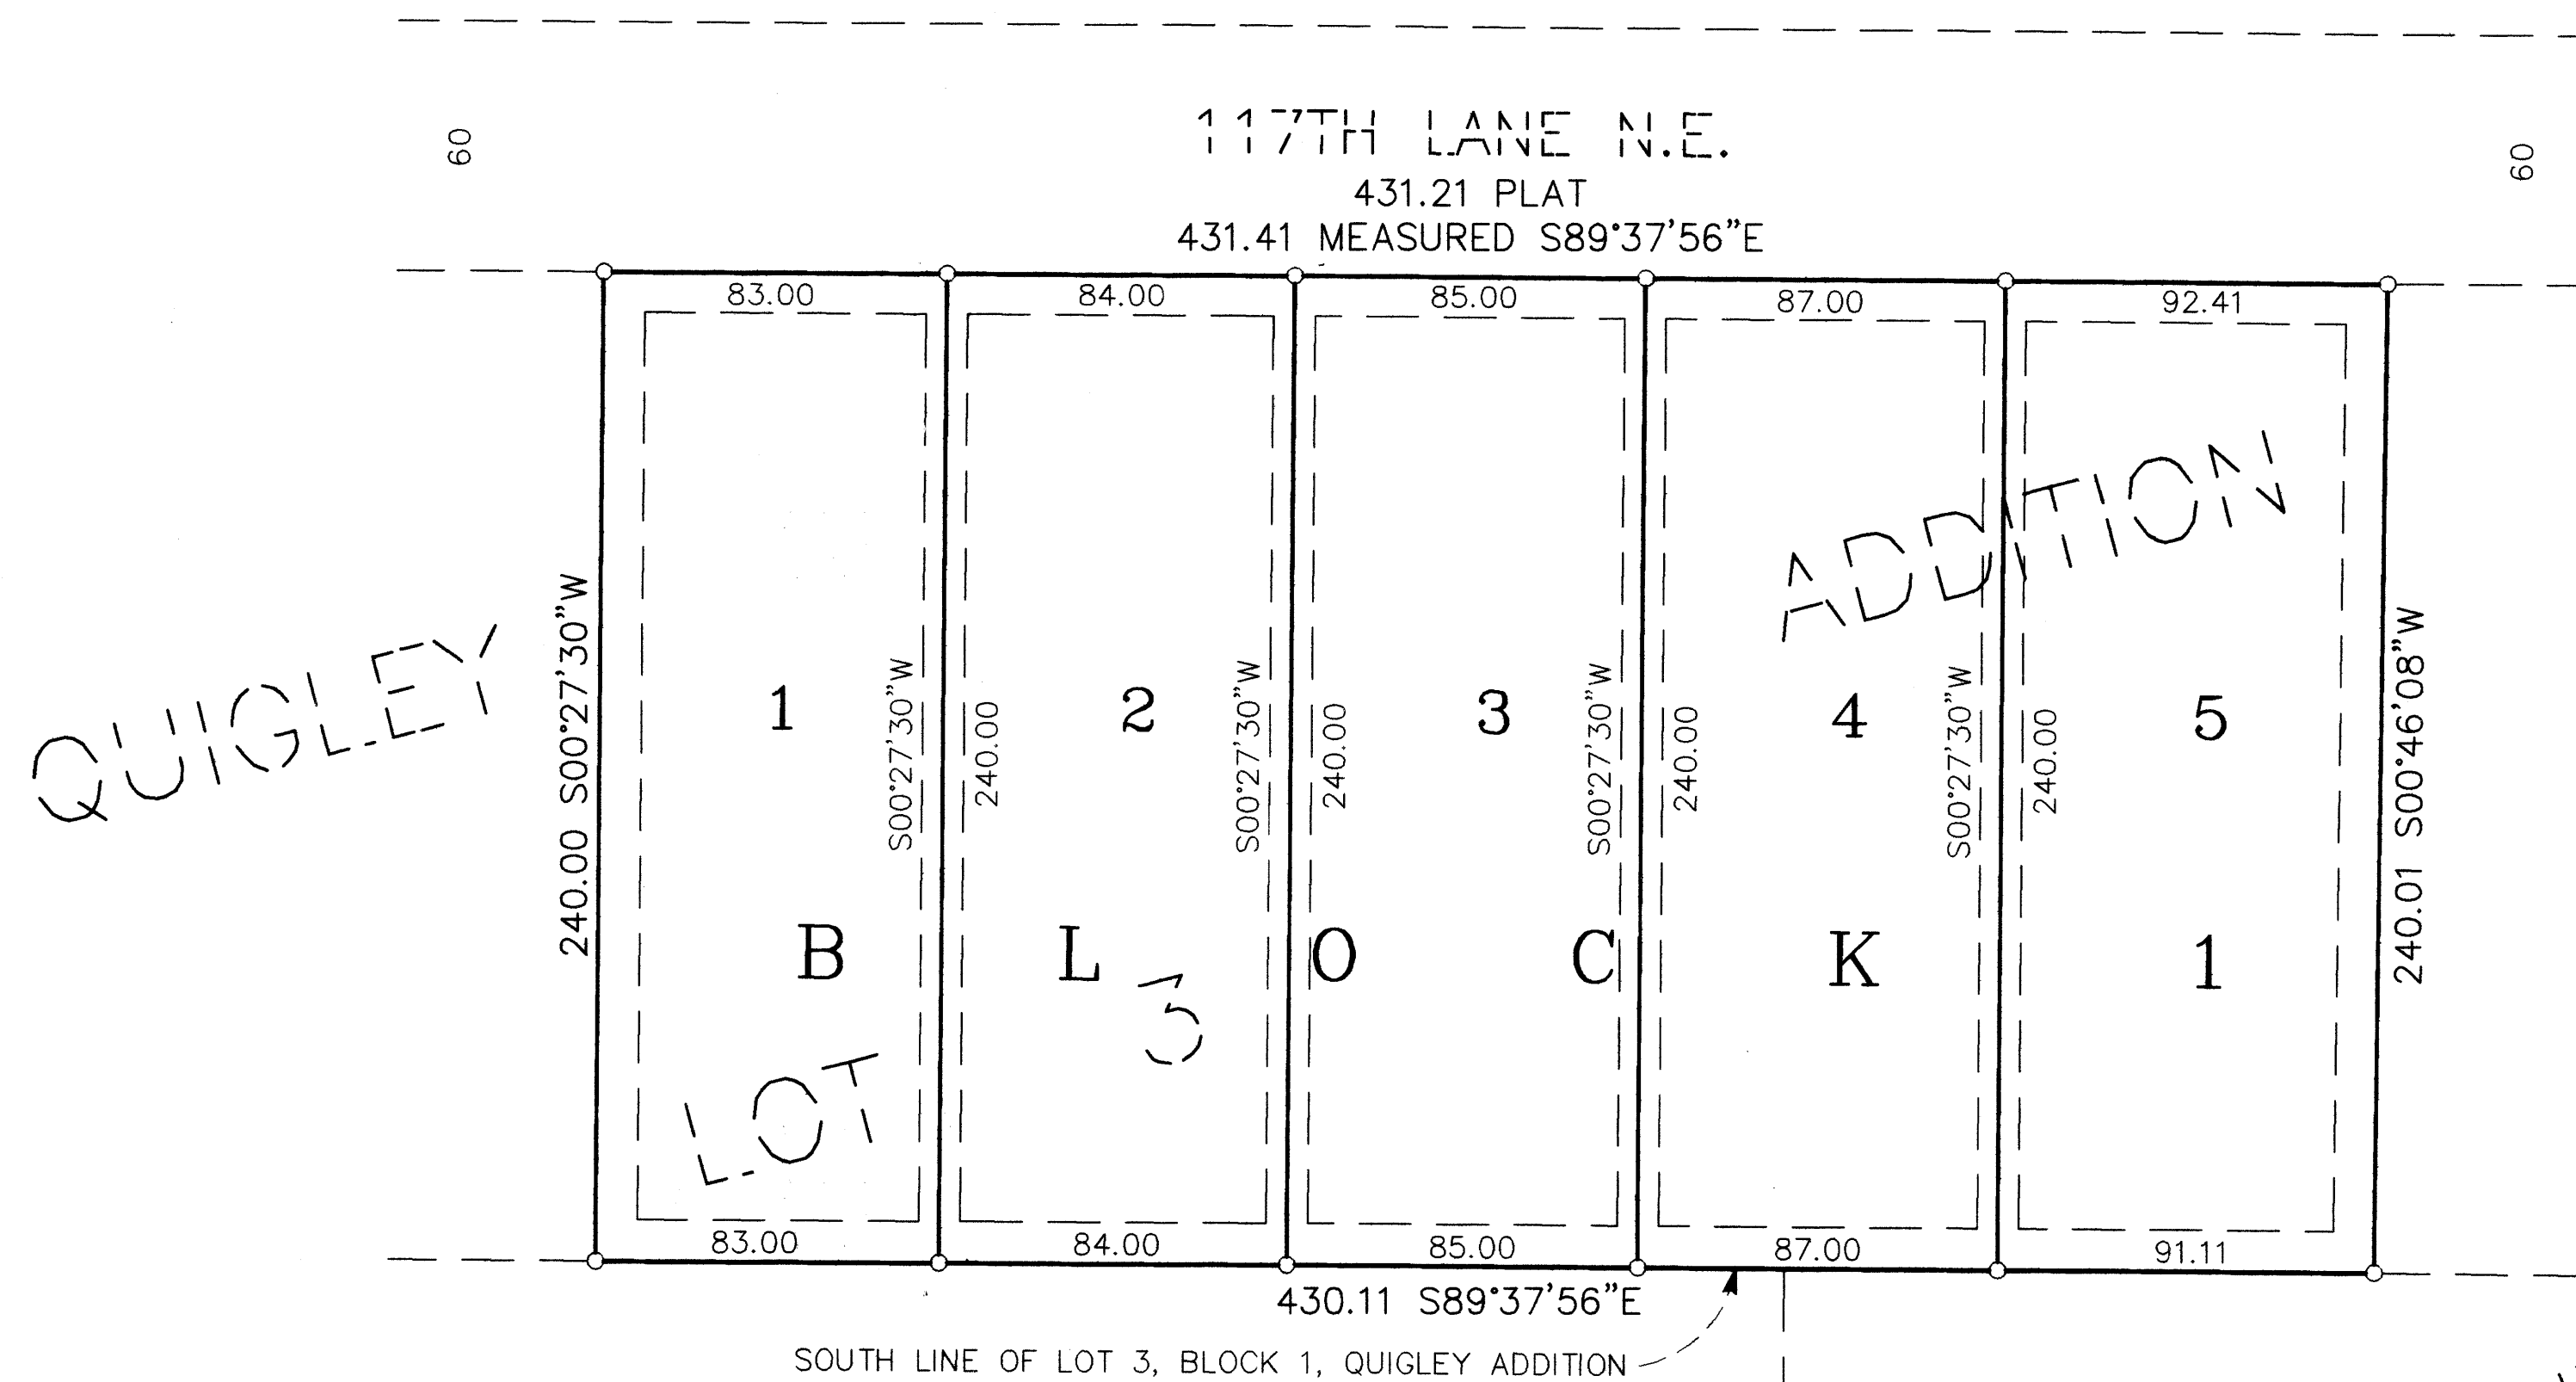 117TH LANE N.E.
60
60
431.21 PLAT
431.41 MEASURED S89°37'56"E
83.00
84.00
85.00
87.00
92.41
QUIGLEY
ADDITION
240.00 S00°27'30"W
1
S00°27'30"W
240.00
2
S00°27'30"W
240.00
3
S00°27'30"W
240.00
4
S00°27'30"W
240.00
5
240.01 S00°46'08"W
B L O C K 1
LOT 3
83.00
84.00
85.00
87.00
91.11
430.11 S89°37'56"E
SOUTH LINE OF LOT 3, BLOCK 1, QUIGLEY ADDITION